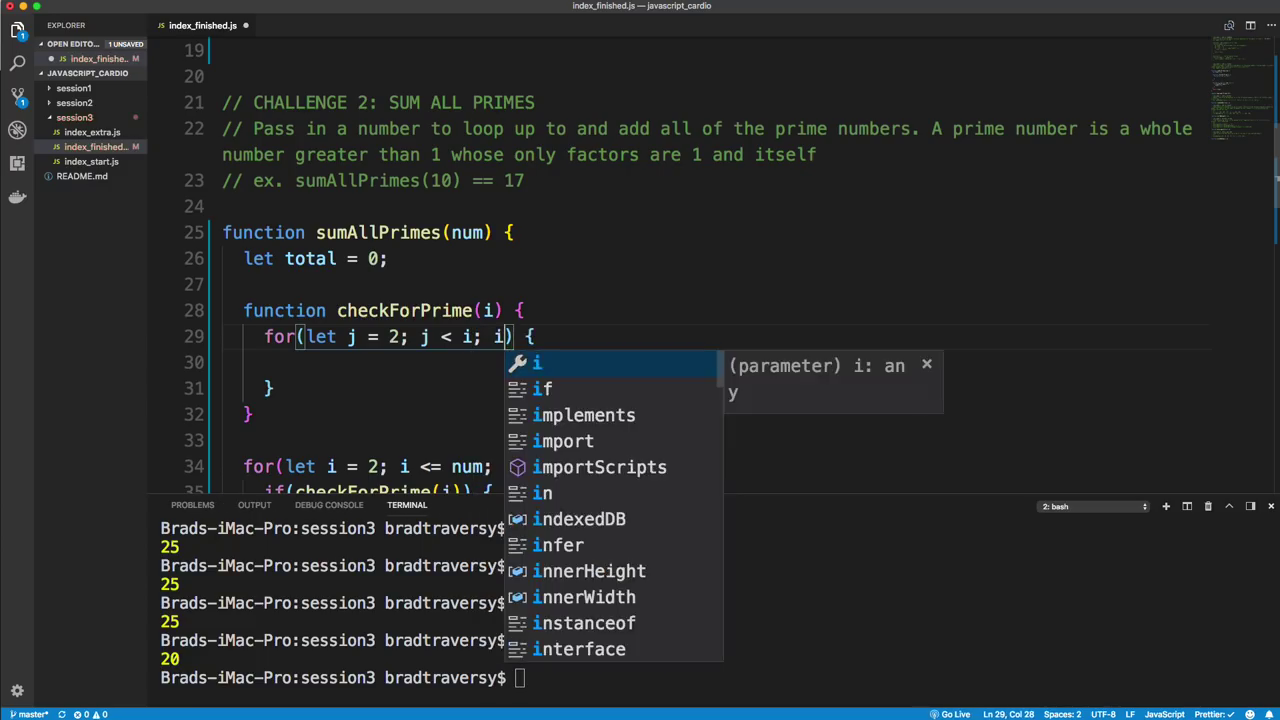 index_finished.js — javascript_cardio
EXPLORER
index_finished.js
OPEN EDITO... 1 UNSAVED
index_finishe.. M
JAVASCRIPT_CARDIO
session1
session2
session3
index_extra.js
index_finished... M
index_start.js
README.md
19
20
21 // CHALLENGE 2: SUM ALL PRIMES
22 // Pass in a number to loop up to and add all of the prime numbers. A prime number is a whole
number greater than 1 whose only factors are 1 and itself
23 // ex. sumAllPrimes(10) == 17
24
25 function sumAllPrimes(num) {
26 let total = 0;
27
28 function checkForPrime(i) {
29 for(let j = 2; j < i; i) {
30
31 }
32 }
33
34 for(let i = 2; i <= num;
35 if(checkForPrime(i)) {
i
if
implements
import
importScripts
in
indexedDB
infer
innerHeight
innerWidth
instanceof
interface
(parameter) i: an
y
PROBLEMS OUTPUT DEBUG CONSOLE TERMINAL 2: bash
Brads-iMac-Pro:session3 bradtraversy$
25
Brads-iMac-Pro:session3 bradtraversy$
25
Brads-iMac-Pro:session3 bradtraversy$
25
Brads-iMac-Pro:session3 bradtraversy$
20
Brads-iMac-Pro:session3 bradtraversy$
master* 0 0 Go Live Ln 29, Col 28 Spaces: 2 UTF-8 LF JavaScript Prettier: ✓